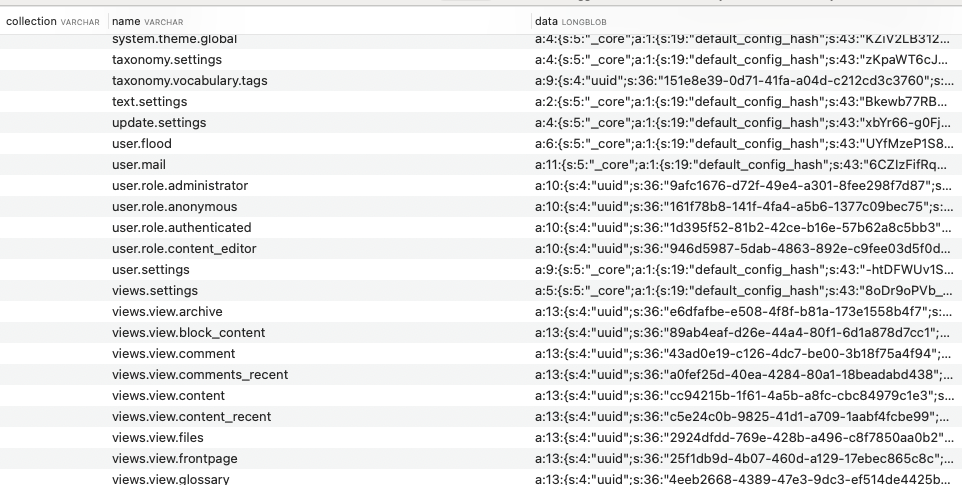 collection VARCHAR name VARCHAR data LONGBLOB
system.theme.global a:4:{s:5:"_core";a:1:{s:19:"default_config_hash";s:43:"KZiV2LB312...
taxonomy.settings a:4:{s:5:"_core";a:1:{s:19:"default_config_hash";s:43:"zKpaWT6cJ...
taxonomy.vocabulary.tags a:9:{s:4:"uuid";s:36:"151e8e39-0d71-41fa-a04d-c212cd3c3760";s:...
text.settings a:2:{s:5:"_core";a:1:{s:19:"default_config_hash";s:43:"Bkewb77RB...
update.settings a:4:{s:5:"_core";a:1:{s:19:"default_config_hash";s:43:"xbYr66-g0Fj...
user.flood a:6:{s:5:"_core";a:1:{s:19:"default_config_hash";s:43:"UYfMzeP1S8...
user.mail a:11:{s:5:"_core";a:1:{s:19:"default_config_hash";s:43:"6CZIzFifRq...
user.role.administrator a:10:{s:4:"uuid";s:36:"9afc1676-d72f-49e4-a301-8fee298f7d87";s...
user.role.anonymous a:10:{s:4:"uuid";s:36:"161f78b8-141f-4fa4-a5b6-1377c09bec75";s:...
user.role.authenticated a:10:{s:4:"uuid";s:36:"1d395f52-81b2-42ce-b16e-57b62a8c5bb3"...
user.role.content_editor a:10:{s:4:"uuid";s:36:"946d5987-5dab-4863-892e-c9fee03d5f0d...
user.settings a:9:{s:5:"_core";a:1:{s:19:"default_config_hash";s:43:"-htDFWUv1S...
views.settings a:5:{s:5:"_core";a:1:{s:19:"default_config_hash";s:43:"8oDr9oPVb_...
views.view.archive a:13:{s:4:"uuid";s:36:"e6dfafbe-e508-4f8f-b81a-173e1558b4f7";s:...
views.view.block_content a:13:{s:4:"uuid";s:36:"89ab4eaf-d26e-44a4-80f1-6d1a878d7cc1";...
views.view.comment a:13:{s:4:"uuid";s:36:"43ad0e19-c126-4dc7-be00-3b18f75a4f94";...
views.view.comments_recent a:13:{s:4:"uuid";s:36:"a0fef25d-40ea-4284-80a1-18beadabd438";...
views.view.content a:13:{s:4:"uuid";s:36:"cc94215b-1f61-4a5b-a8fc-cbc84979c1e3";s...
views.view.content_recent a:13:{s:4:"uuid";s:36:"c5e24c0b-9825-41d1-a709-1aabf4fcbe99";...
views.view.files a:13:{s:4:"uuid";s:36:"2924dfdd-769e-428b-a496-c8f7850aa0b2"...
views.view.frontpage a:13:{s:4:"uuid";s:36:"25f1db9d-4b07-460d-a129-17ebec865c8c";...
views.view.glossary a:13:{s:4:"uuid";s:36:"4eeb2668-4389-47e3-9dc3-ef514de4425b...